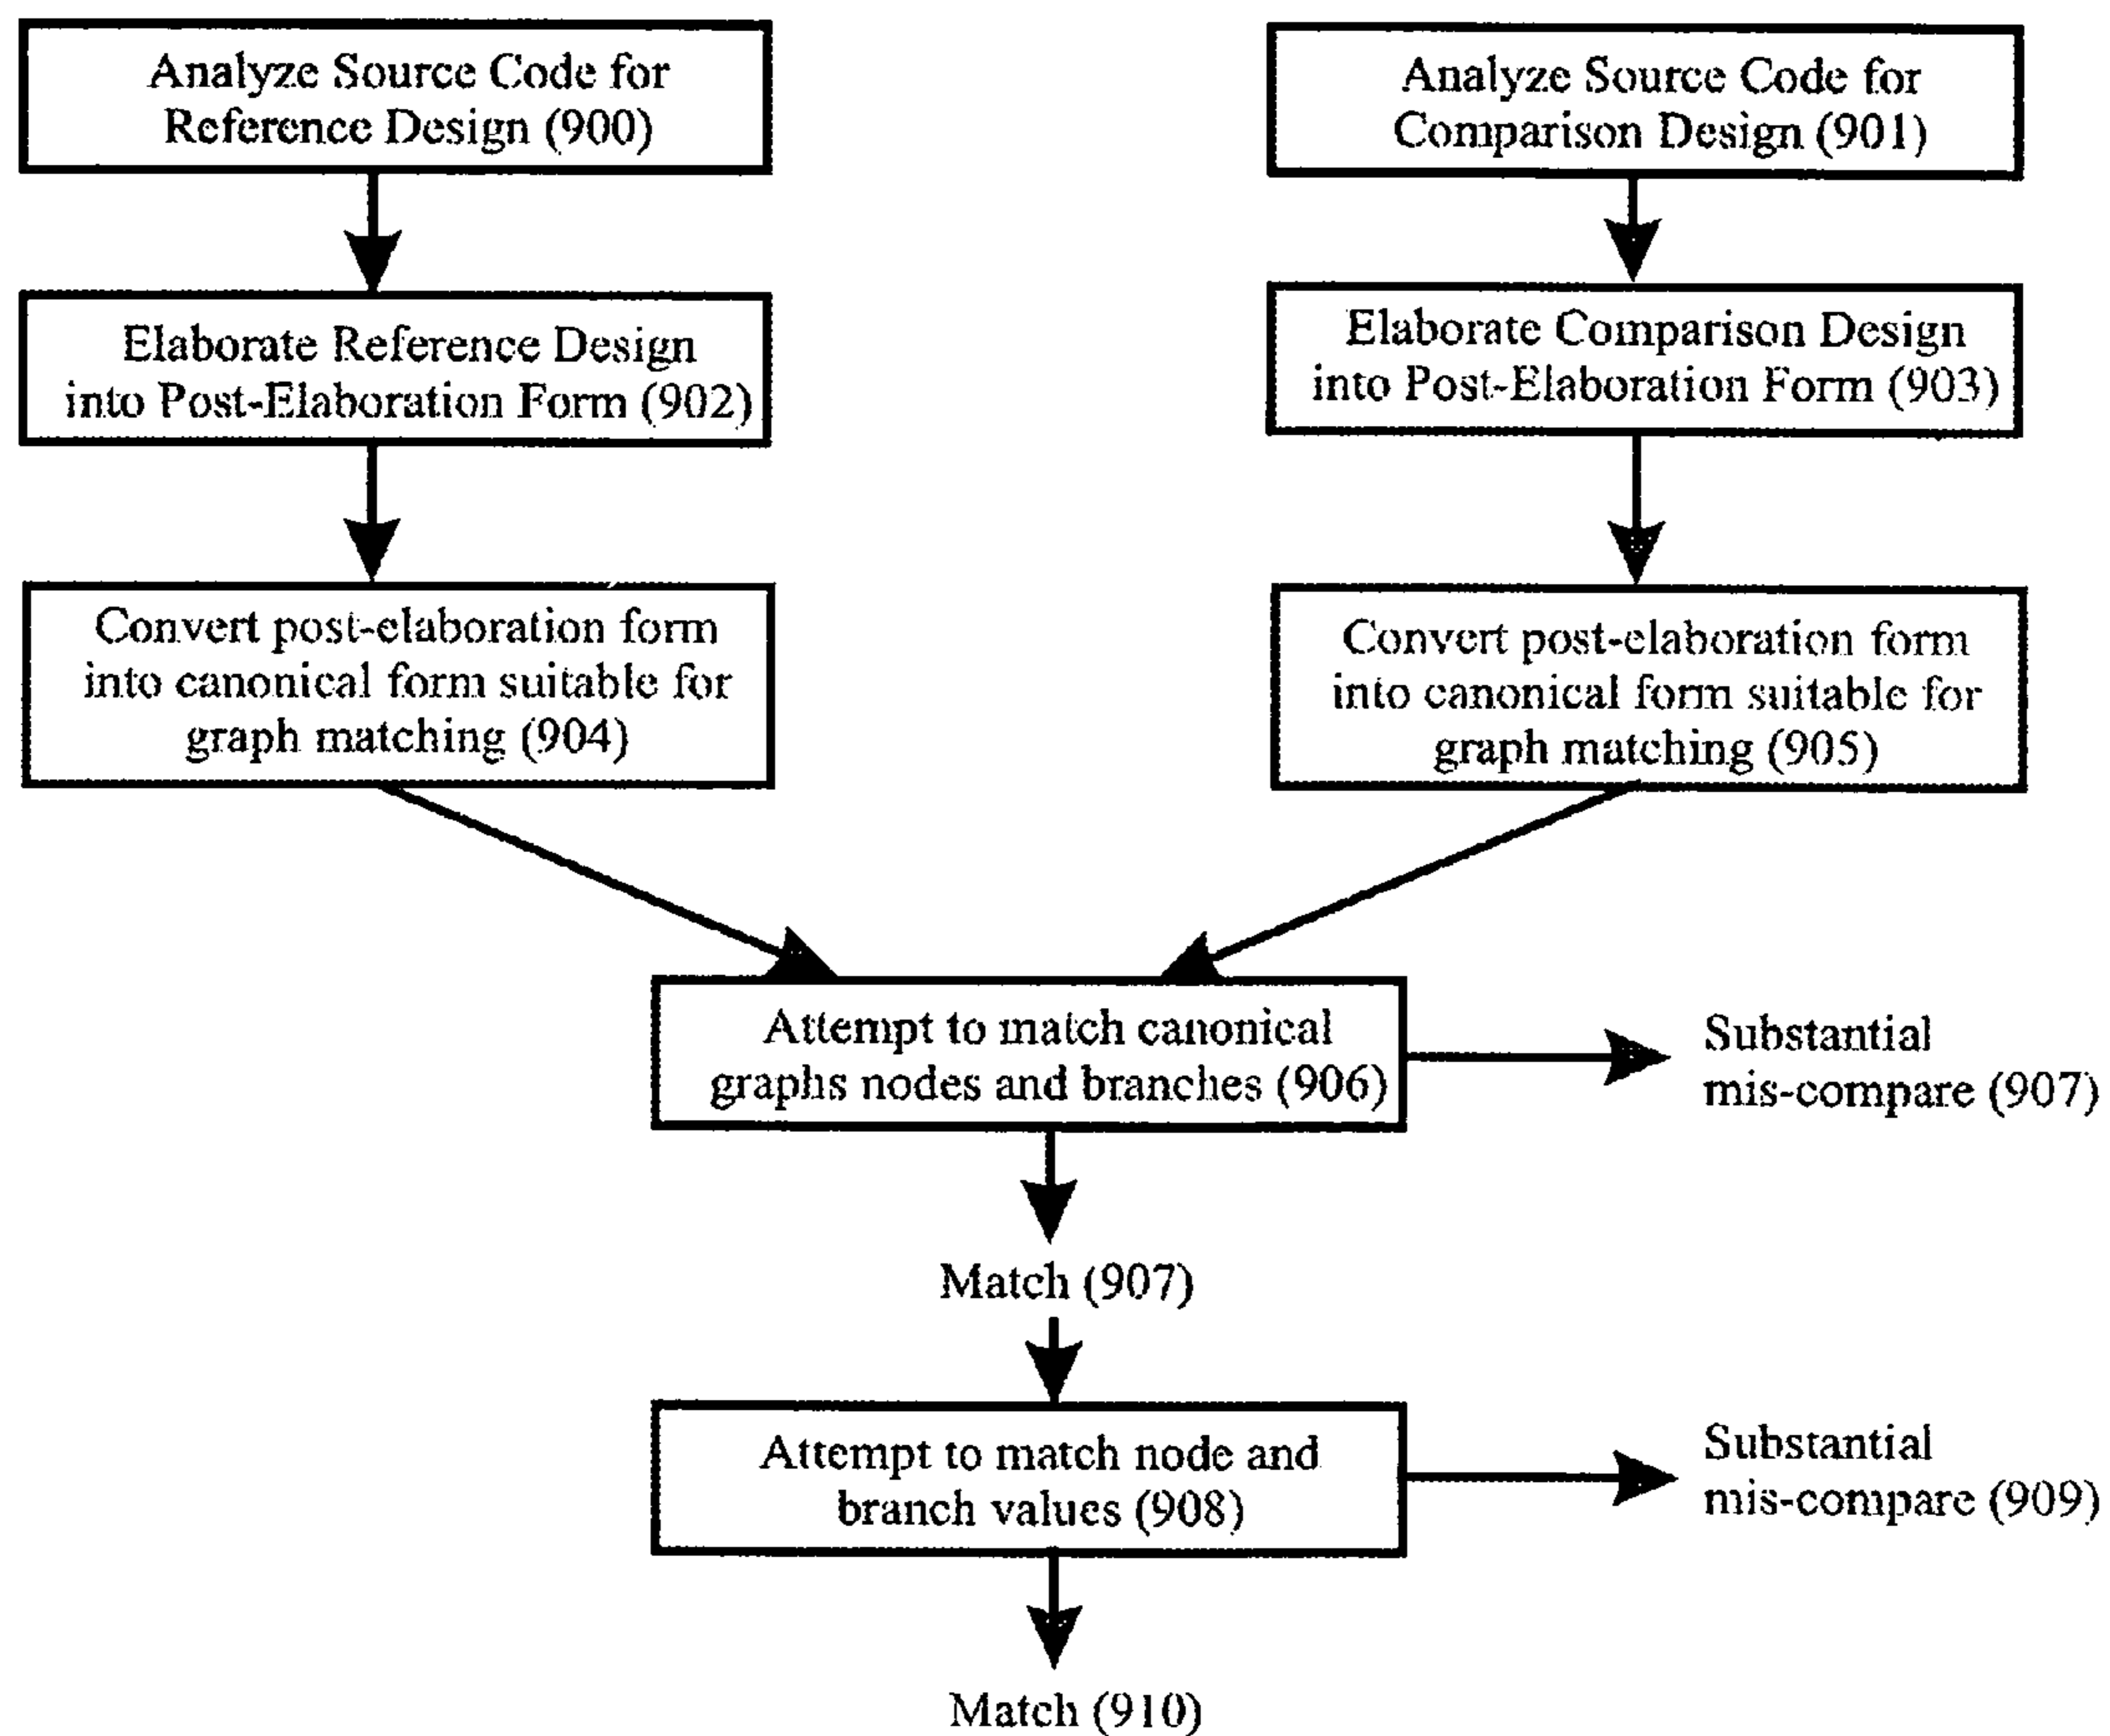 Analyze Source Code for
Reference Design (900)
Analyze Source Code for
Comparison Design (901)
Elaborate Reference Design
into Post-Elaboration Form (902)
Elaborate Comparison Design
into Post-Elaboration Form (903)
Convert post-elaboration form
into canonical form suitable for
graph matching (904)
Convert post-elaboration form
into canonical form suitable for
graph matching (905)
Attempt to match canonical
graphs nodes and branches (906)
Substantial
mis-compare (907)
Match (907)
Attempt to match node and
branch values (908)
Substantial
mis-compare (909)
Match (910)